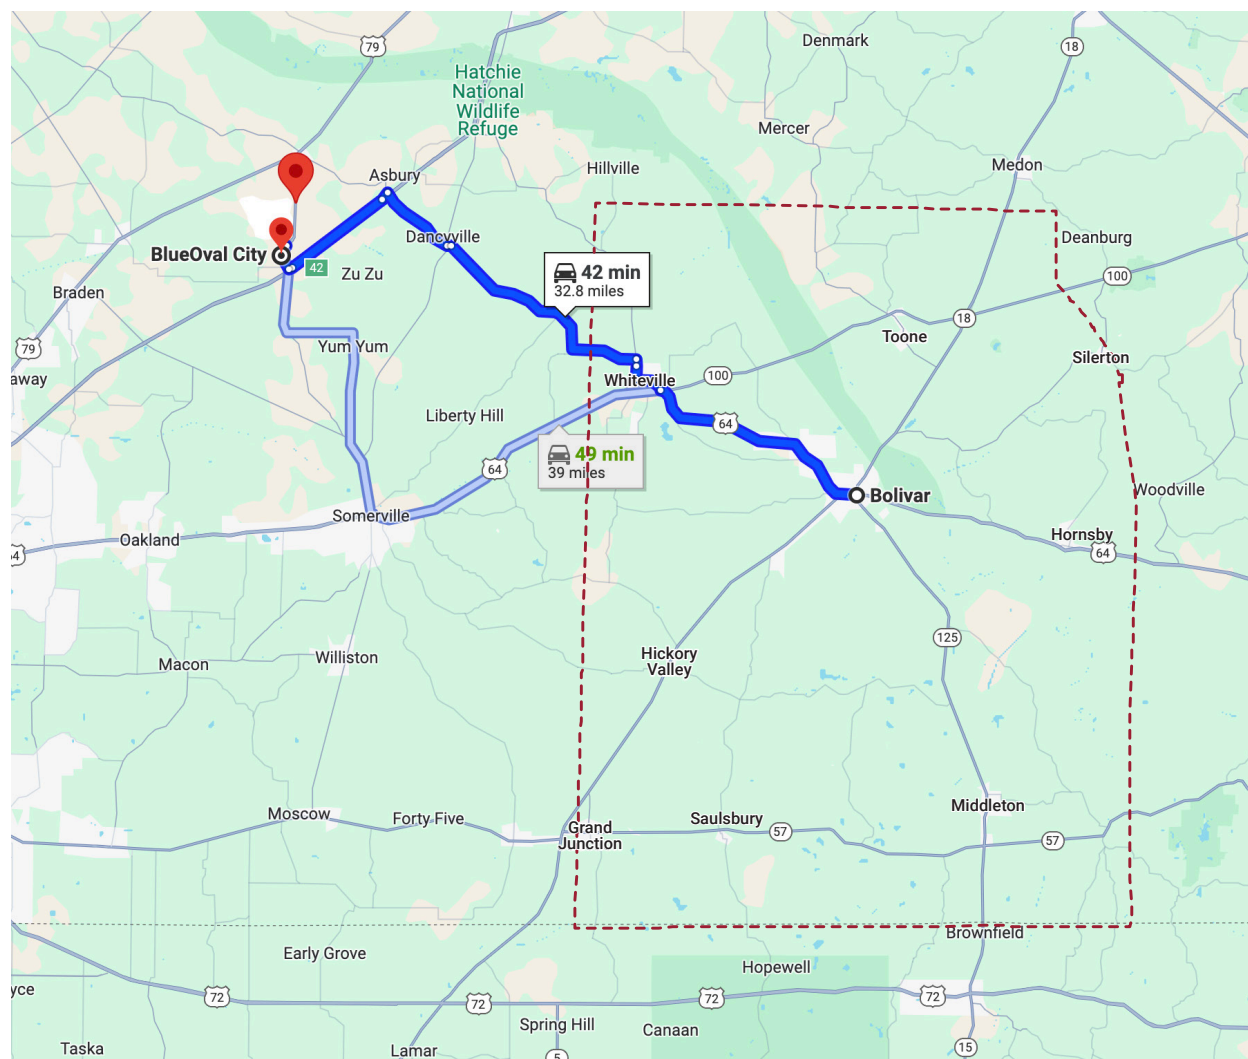 79
Denmark
18
Hatchie
National
Wildlife
Refuge
Mercer
Hillville
Medon
Asbury
Deanburg
Dancyville
BlueOval City
42
Zu Zu
42 min
32.8 miles
100
Braden
18
Toone
79
Yum Yum
Silerton
away
Whiteville
100
Liberty Hill
64
49 min
39 miles
64
Bolivar
Woodville
Somerville
Oakland
Hornsby
64
4
125
Hickory
Valley
Macon
Williston
Moscow
Forty Five
Grand
Junction
Saulsbury
57
Middleton
57
Brownfield
Early Grove
Hopewell
yce
72
72
72
72
Spring Hill
Canaan
15
Taska
Lamar
5